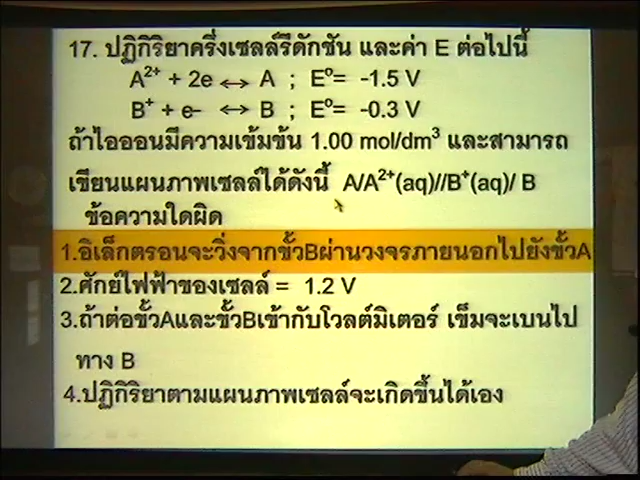 17. ปฏิกิริยาครึ่งเซลล์รีดักชัน และค่า E ต่อไปนี้
A²⁺ + 2e ↔ A ; E⁰= -1.5 V
B⁺ + e- ↔ B ; E⁰= -0.3 V
ถ้าไอออนมีความเข้มข้น 1.00 mol/dm³ และสามารถ
เขียนแผนภาพเซลล์ได้ดังนี้ A/A²⁺(aq)//B⁺(aq)/ B
ข้อความใดผิด
1.อิเล็กตรอนจะวิ่งจากขั้วBผ่านวงจรภายนอกไปยังขั้วA
2.ศักย์ไฟฟ้าของเซลล์ = 1.2 V
3.ถ้าต่อขั้วAและขั้วBเข้ากับโวลต์มิเตอร์ เข็มจะเบนไป
ทาง B
4.ปฏิกิริยาตามแผนภาพเซลล์จะเกิดขึ้นได้เอง